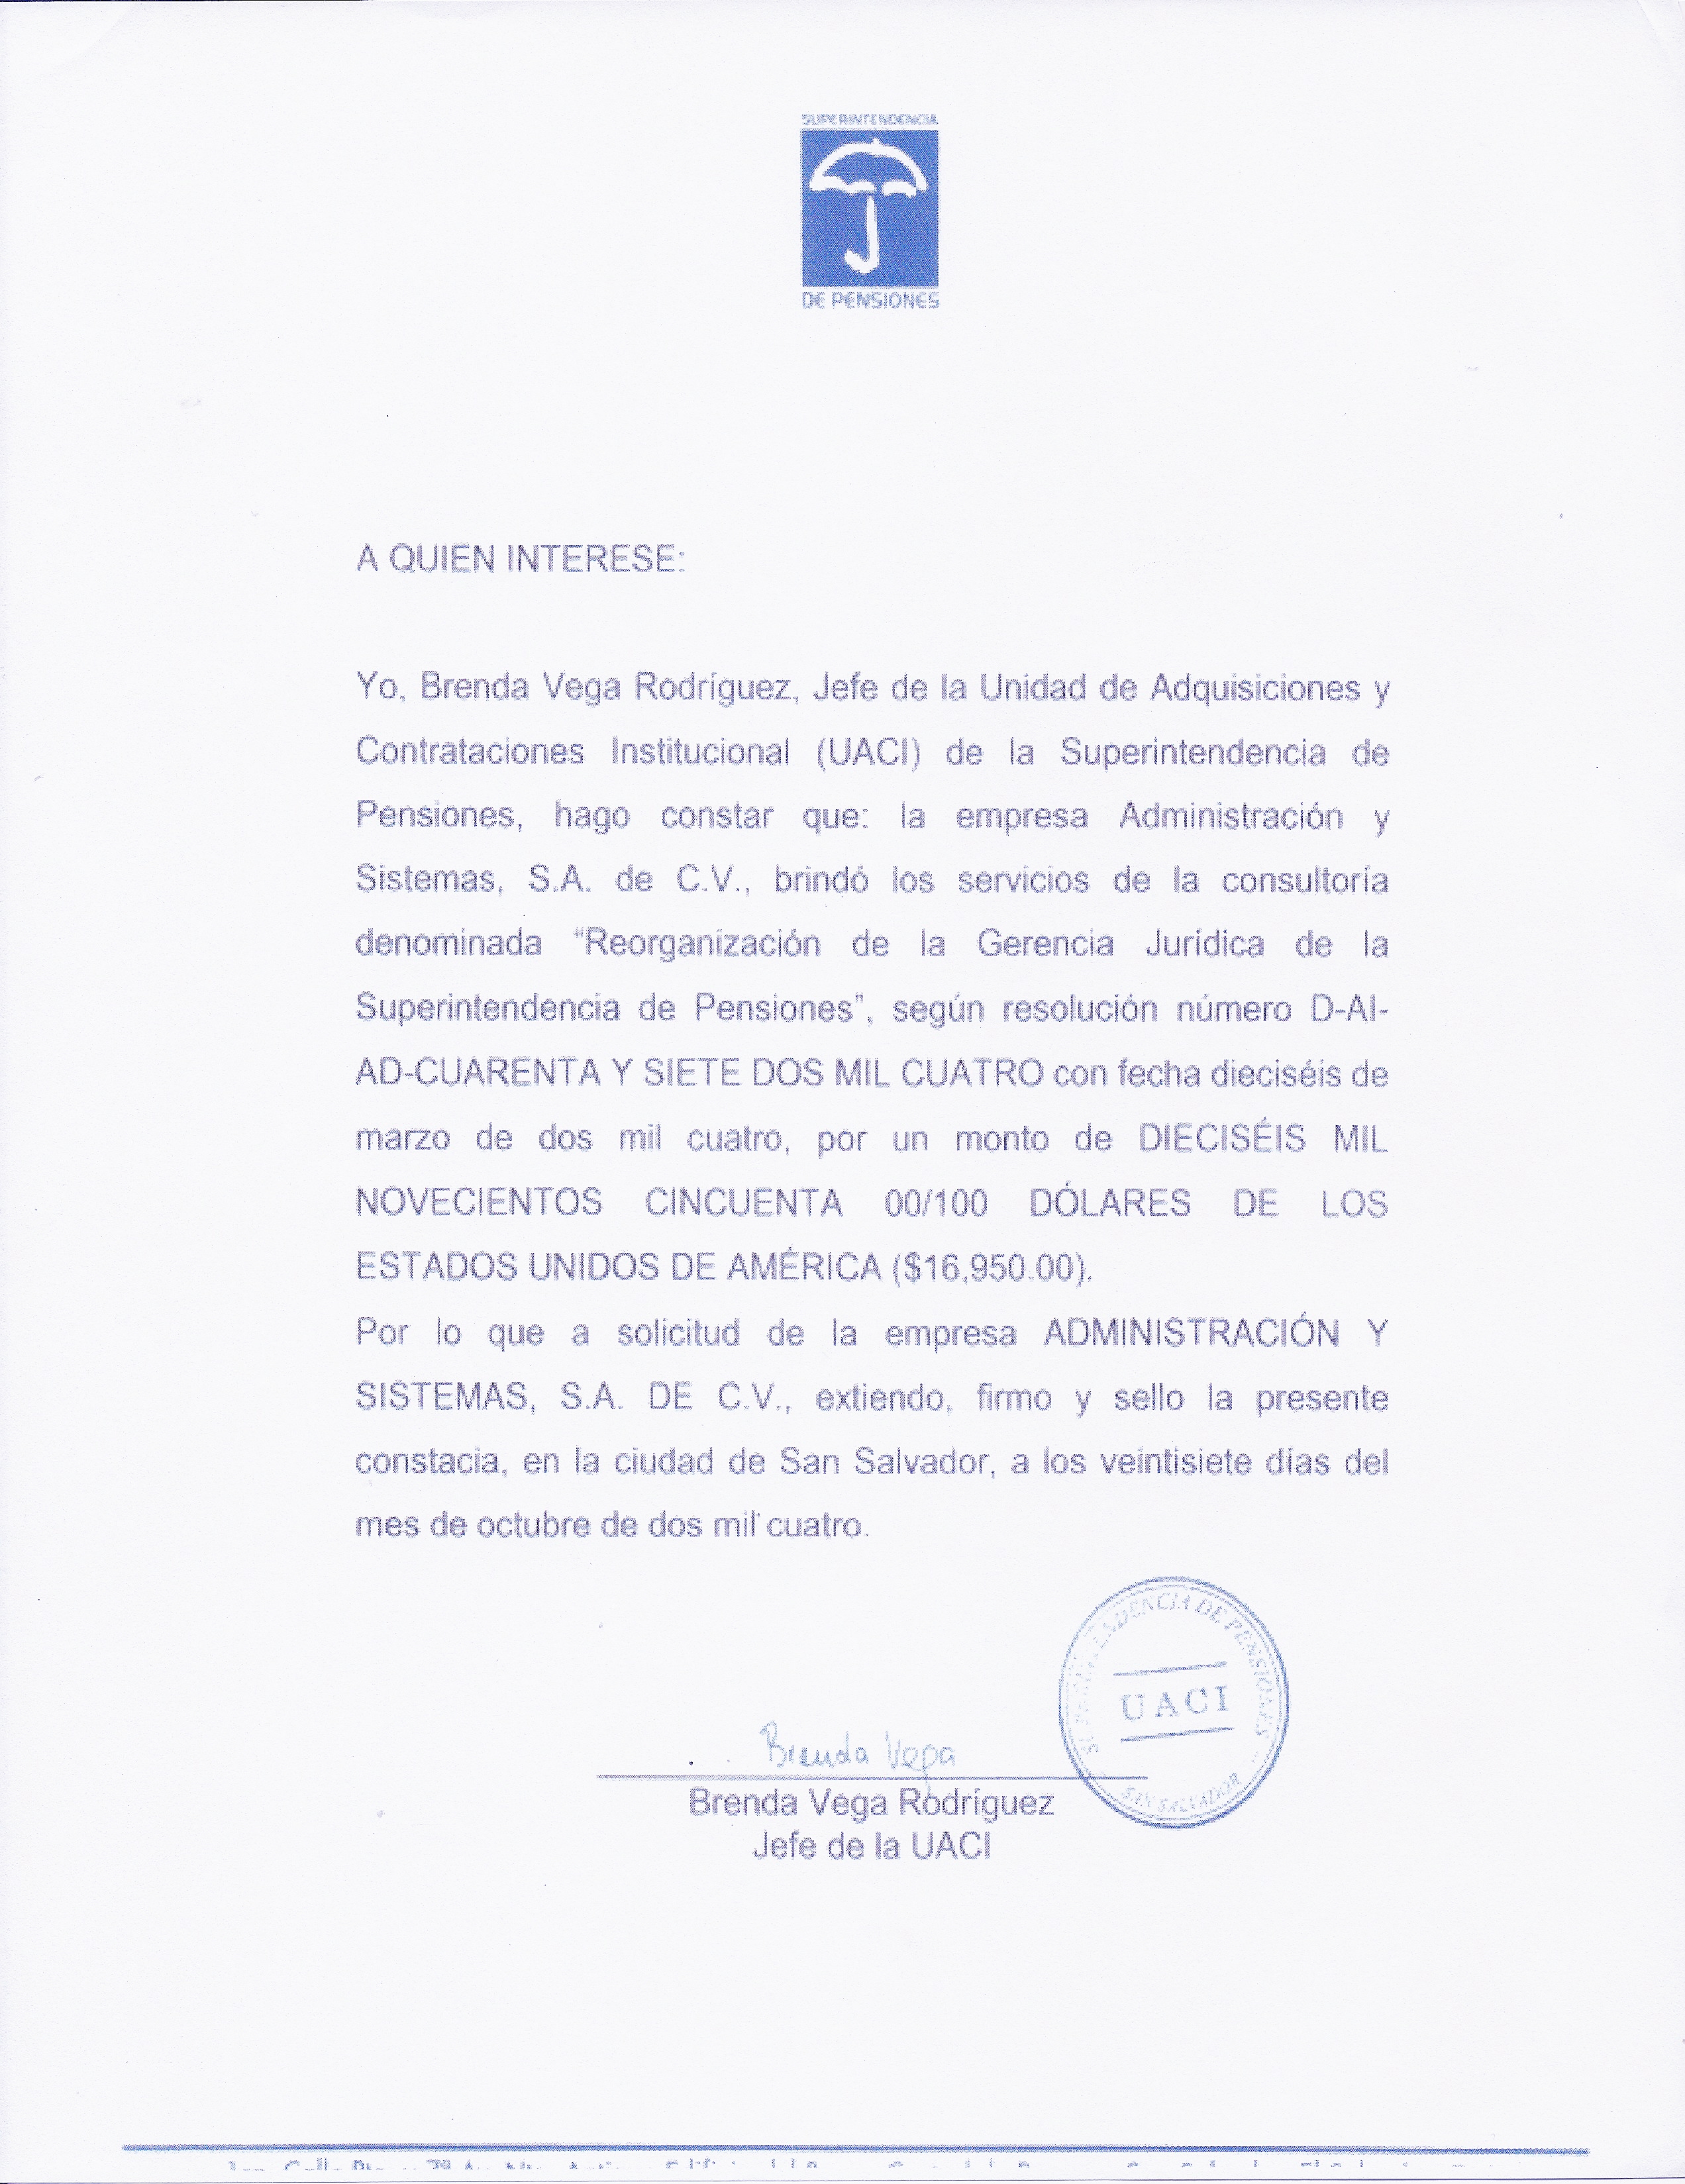 SUPERINTENDENCIA
DE PENSIONES
A QUIEN INTERESE:
Yo, Brenda Vega Rodríguez, Jefe de la Unidad de Adquisiciones y
Contrataciones Institucional (UACI) de la Superintendencia de
Pensiones, hago constar que: la empresa Administración y
Sistemas, S.A. de C.V., brindó los servicios de la consultoría
denominada “Reorganización de la Gerencia Jurídica de la
Superintendencia de Pensiones”, según resolución número D-AI-
AD-CUARENTA Y SIETE DOS MIL CUATRO con fecha dieciséis de
marzo de dos mil cuatro, por un monto de DIECISÉIS MIL
NOVECIENTOS CINCUENTA 00/100 DÓLARES DE LOS
ESTADOS UNIDOS DE AMÉRICA ($16,950.00).
Por lo que a solicitud de la empresa ADMINISTRACIÓN Y
SISTEMAS, S.A. DE C.V., extiendo, firmo y sello la presente
constacia, en la ciudad de San Salvador, a los veintisiete días del
mes de octubre de dos mil cuatro.
SUPERINTENDENCIA DE PENSIONES
UACI
SAN SALVADOR
Brenda Vega
Brenda Vega Rodríguez
Jefe de la UACI